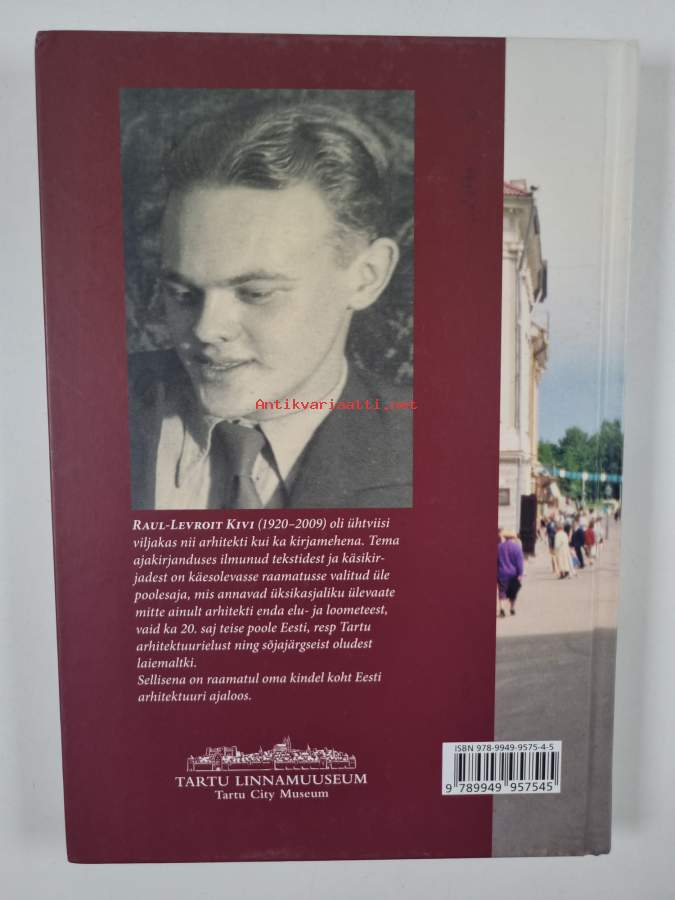 Antikvariaatti.net
RAUL-LEVROIT KIVI (1920–2009) oli ühtviisi
viljakas nii arhitekti kui ka kirjamehena. Tema
ajakirjanduses ilmunud tekstidest ja käsikir-
jadest on käesolevasse raamatusse valitud üle
poolesaja, mis annavad üksikasjaliku ülevaate
mitte ainult arhitekti enda elu- ja loometeest,
vaid ka 20. saj teise poole Eesti, resp Tartu
arhitektuurielust ning sõjajärgseist oludest
laiemaltki.
Sellisena on raamatul oma kindel koht Eesti
arhitektuuri ajaloos.
TARTU LINNAMUUSEUM
Tartu City Museum
ISBN 978-9949-9575-4-5
9 789949 957545